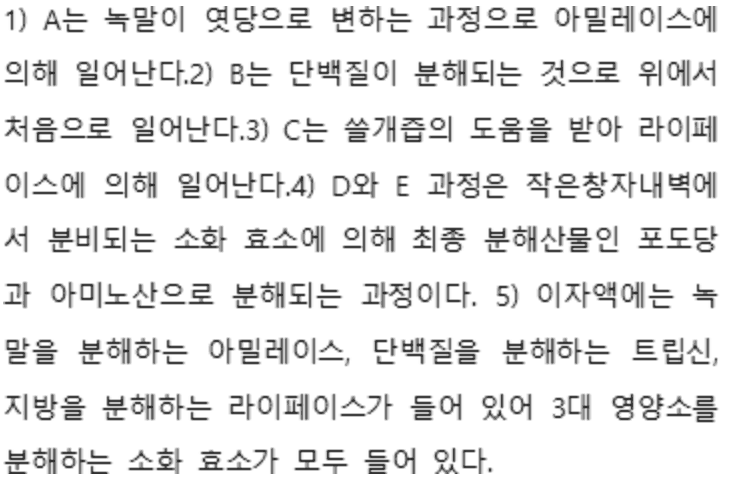 1) A는 녹말이 엿당으로 변하는 과정으로 아밀레이스에
의해 일어난다.2) B는 단백질이 분해되는 것으로 위에서
처음으로 일어난다.3) C는 쓸개즙의 도움을 받아 라이페
이스에 의해 일어난다.4) D와 E 과정은 작은창자내벽에
서 분비되는 소화 효소에 의해 최종 분해산물인 포도당
과 아미노산으로 분해되는 과정이다. 5) 이자액에는 녹
말을 분해하는 아밀레이스, 단백질을 분해하는 트립신,
지방을 분해하는 라이페이스가 들어 있어 3대 영양소를
분해하는 소화 효소가 모두 들어 있다.